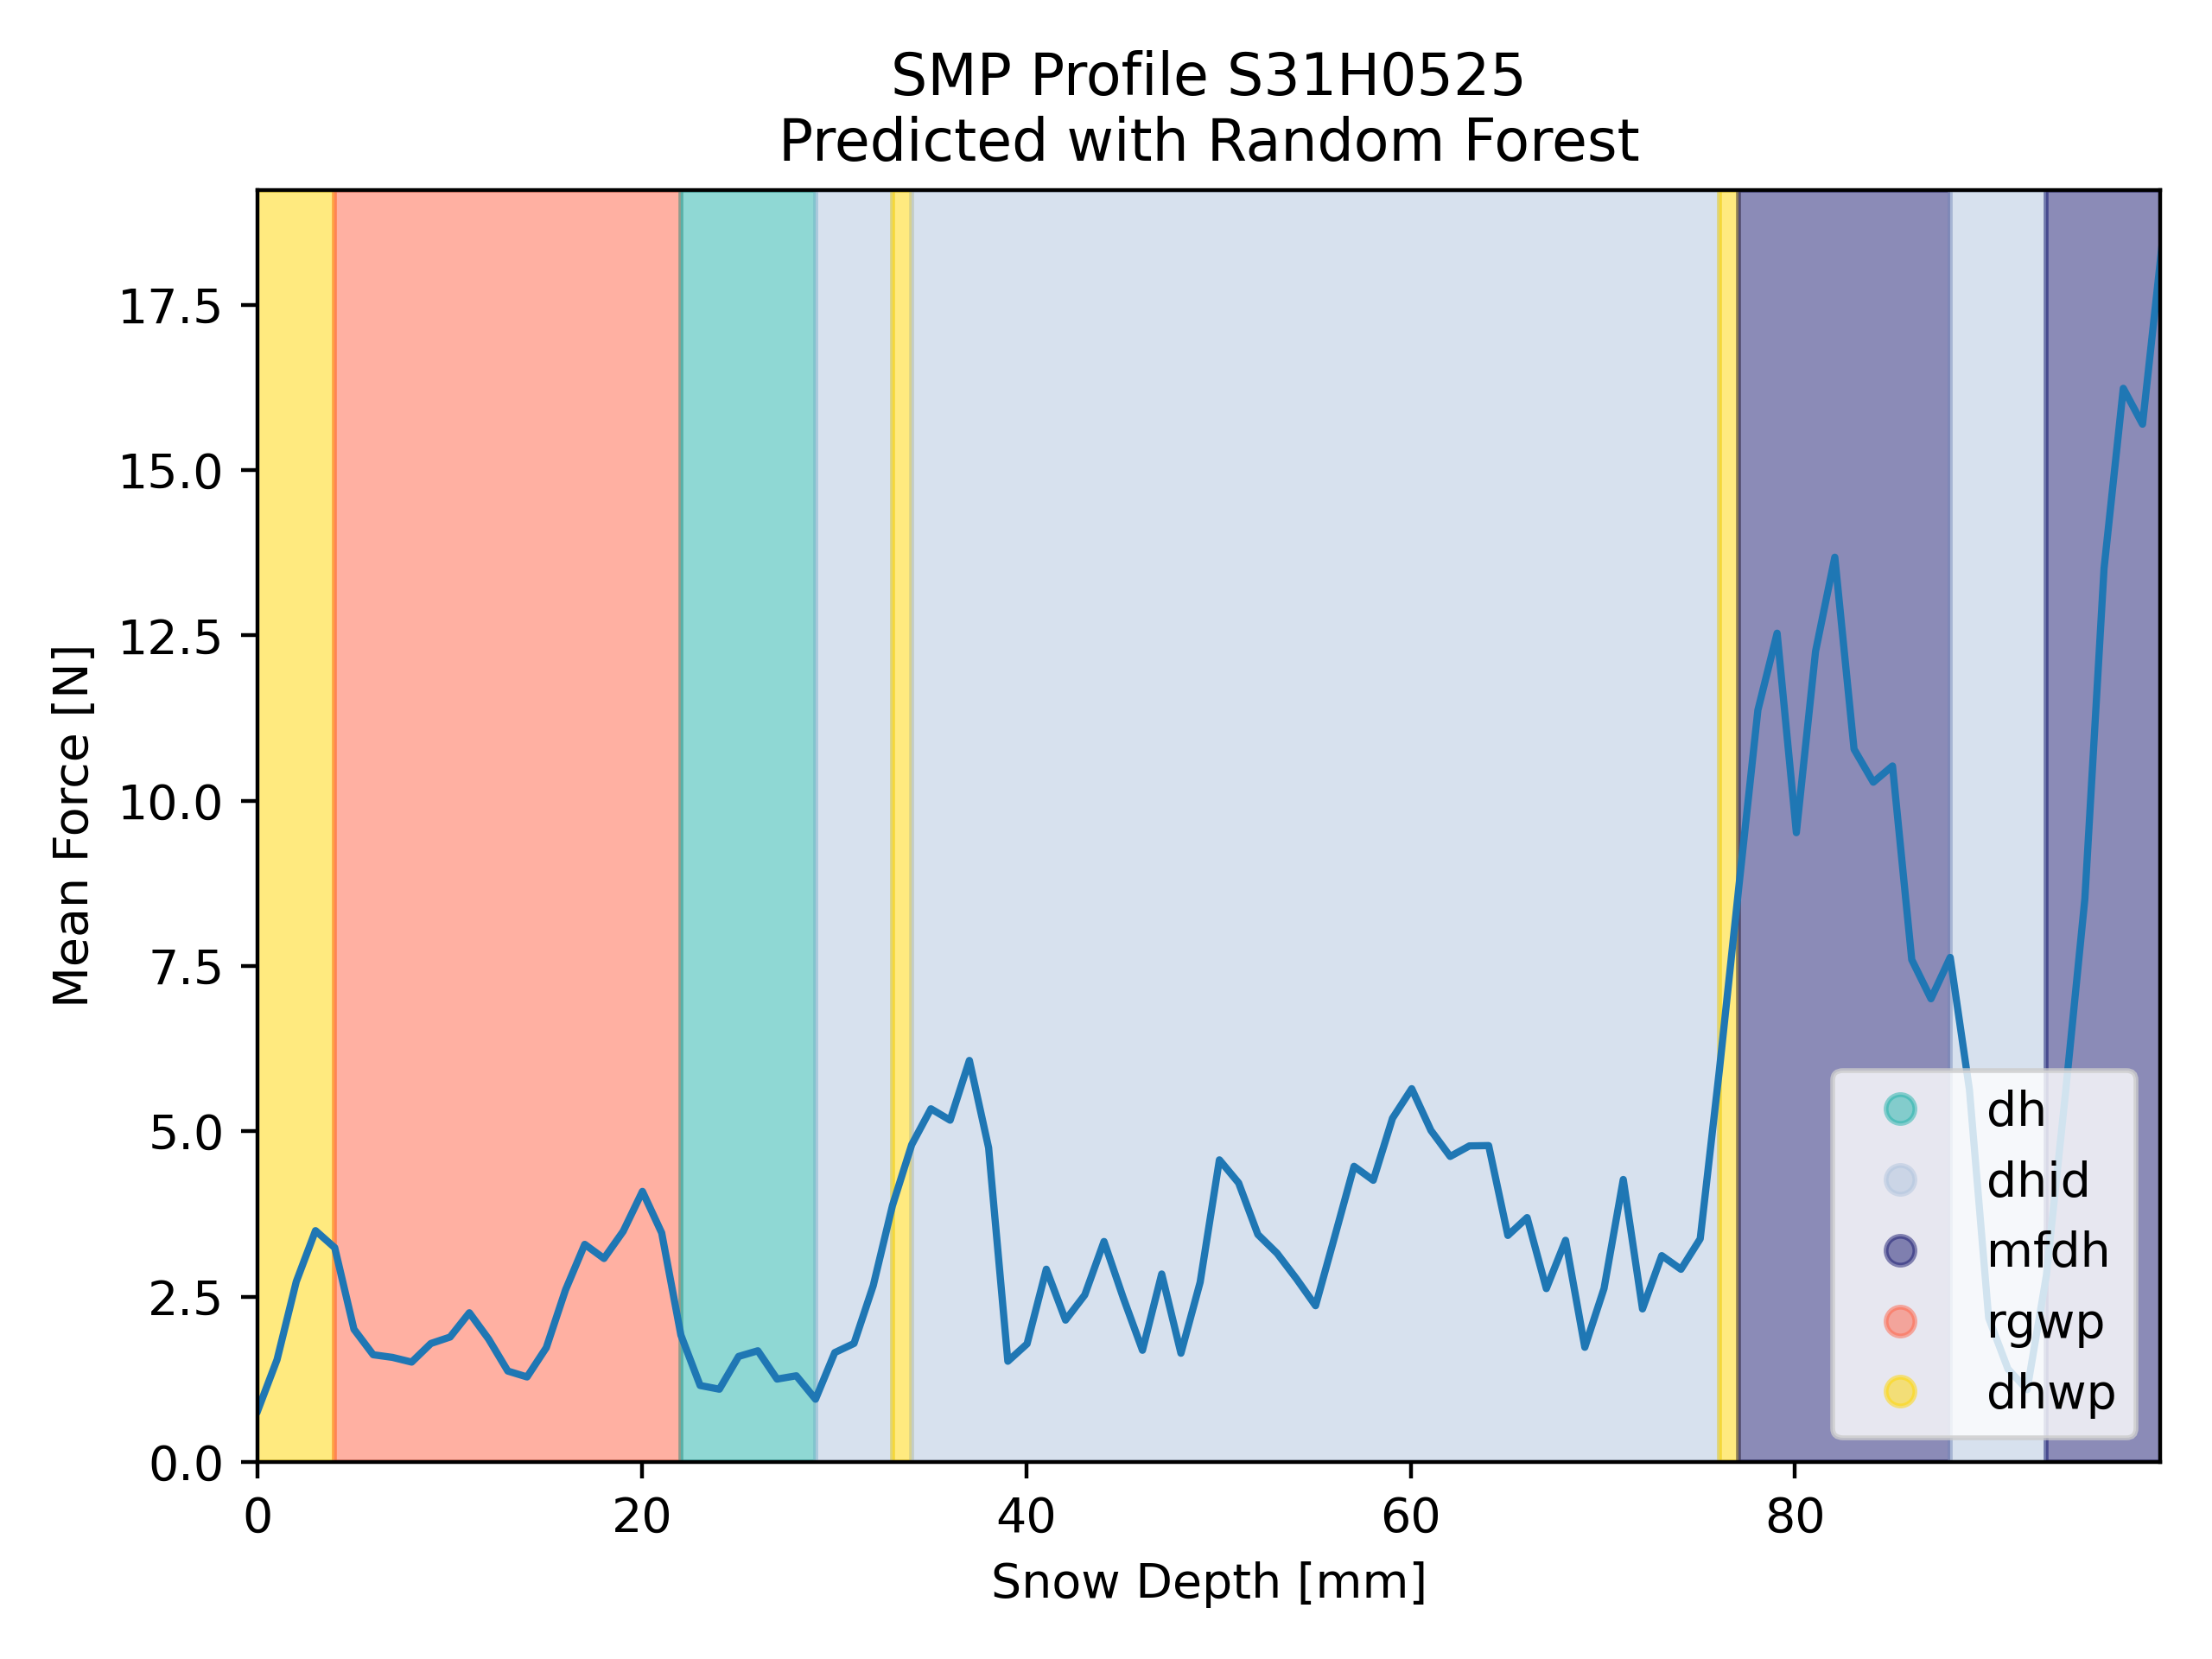 SMP Profile S31H0525
Predicted with Random Forest
Mean Force [N]
17.5
15.0
12.5
10.0
7.5
5.0
2.5
0.0
0
20
40
60
80
Snow Depth [mm]
dh
dhid
mfdh
rgwp
dhwp